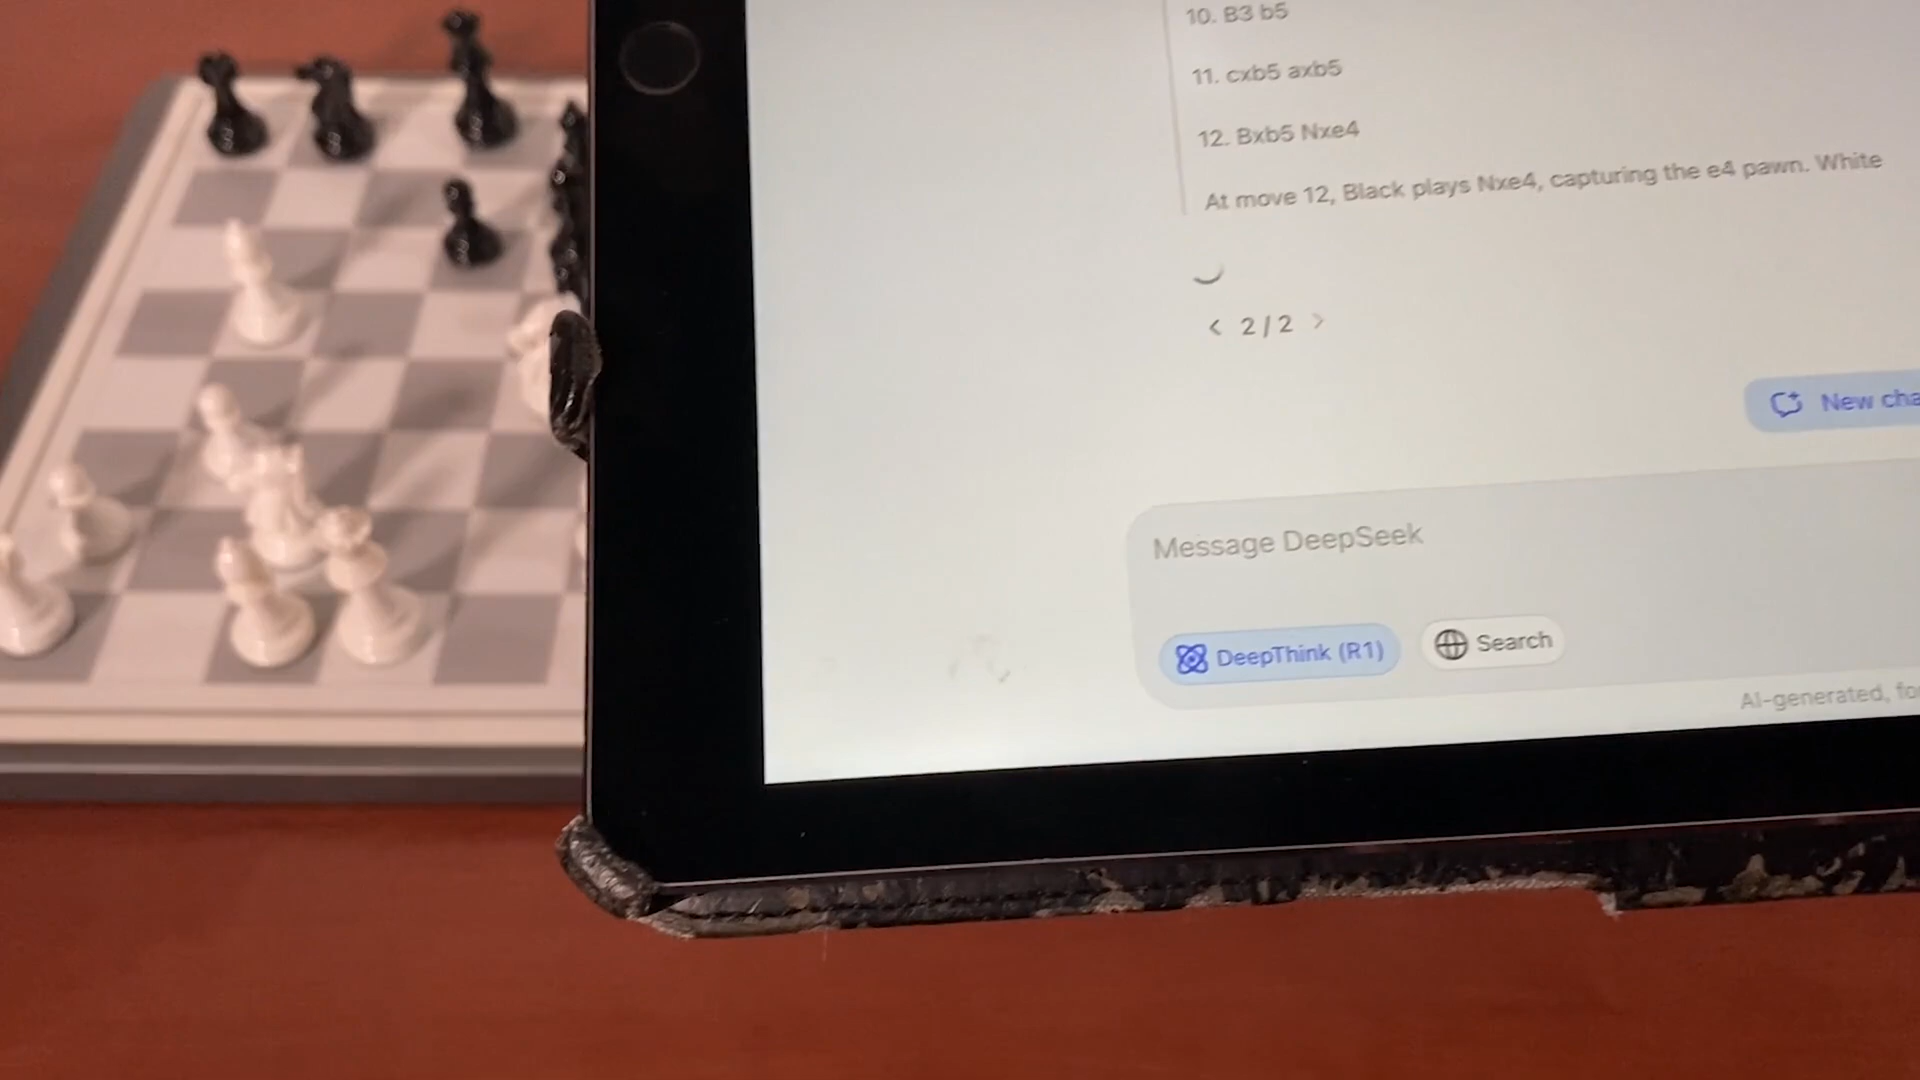 10. B3 b5
11. cxb5 axb5
12. Bxb5 Nxe4
At move 12, Black plays Nxe4, capturing the e4 pawn. White
< 2 / 2 >
New cha
Message DeepSeek
DeepThink (R1)
Search
AI-generated, fo